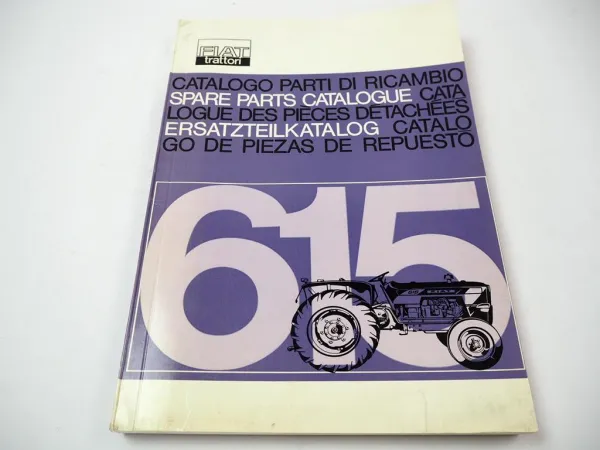 FIAT
trattori
CATALOGO PARTI DI RICAMBIO
SPARE PARTS CATALOGUE CATA
LOGUE DES PIECES DETACHÉES
ERSATZTEILKATALOG CATALO
GO DE PIEZAS DE REPUESTO
615